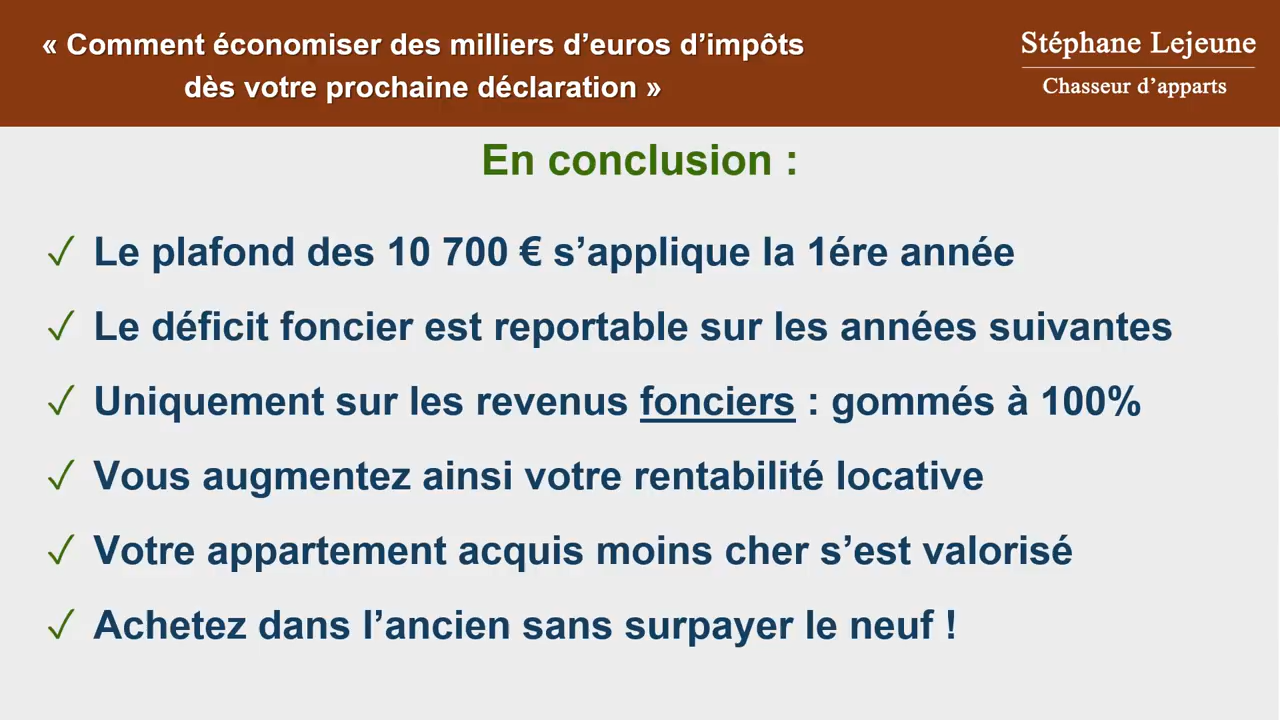 « Comment économiser des milliers d’euros d’impôts
dès votre prochaine déclaration »
Stéphane Lejeune
Chasseur d’apparts
En conclusion :
✓ Le plafond des 10 700 € s’applique la 1ére année
✓ Le déficit foncier est reportable sur les années suivantes
✓ Uniquement sur les revenus fonciers : gommés à 100%
✓ Vous augmentez ainsi votre rentabilité locative
✓ Votre appartement acquis moins cher s’est valorisé
✓ Achetez dans l’ancien sans surpayer le neuf !